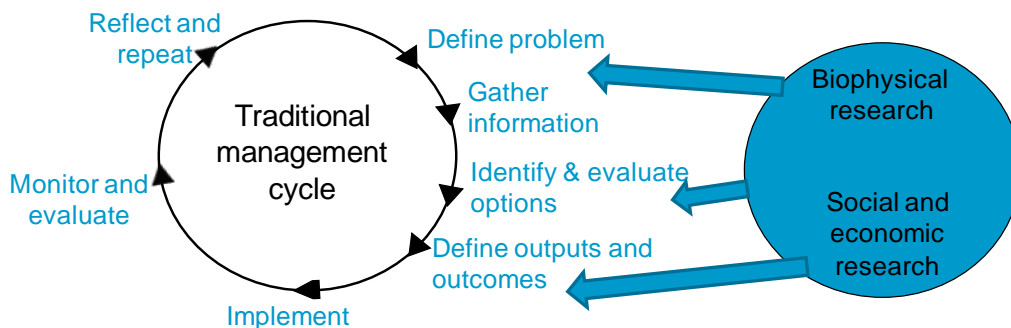 Reflect and
repeat
Define problem
Gather
information
Identify & evaluate
options
Define outputs and
outcomes
Implement
Monitor and
evaluate
Traditional
management
cycle
Biophysical
research
Social and
economic
research